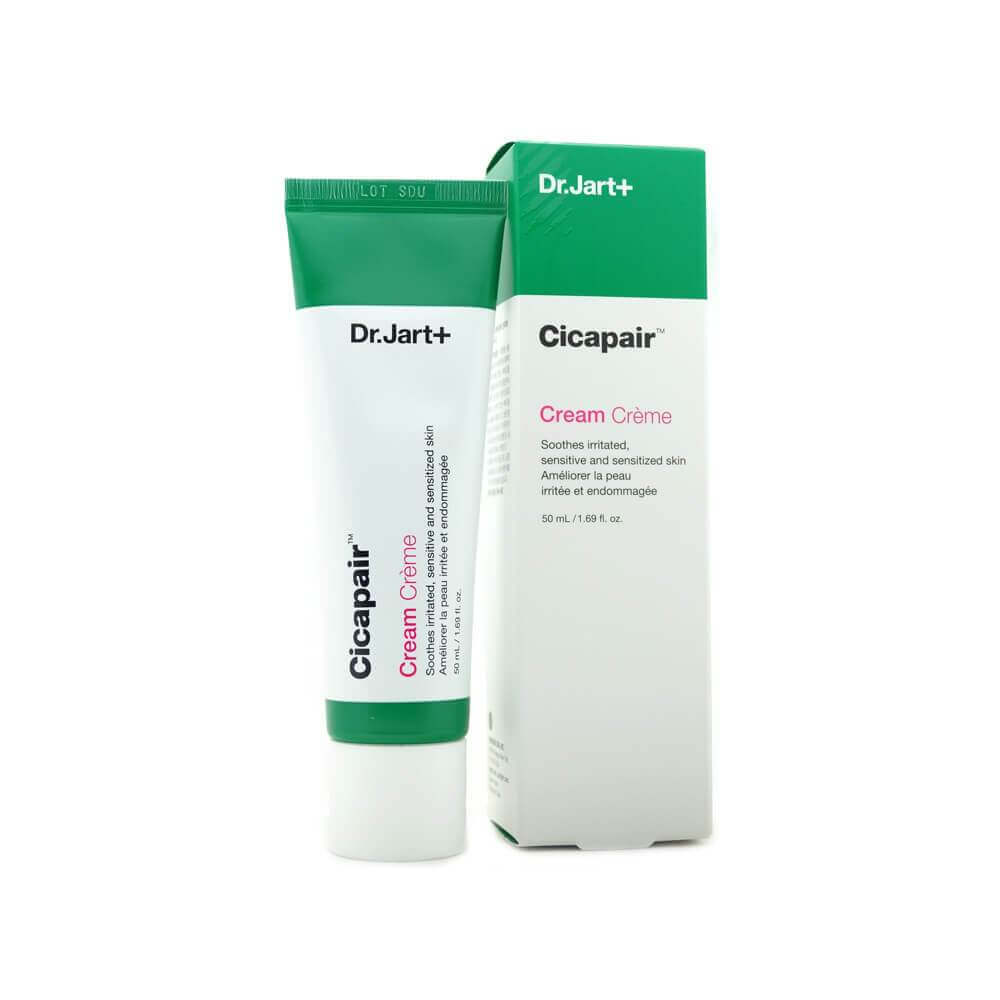 LOT SDU
Dr.Jart+
Cicapair™
Cream Crème
Soothes irritated, sensitive and sensitized skin
Améliorer la peau irritée et endommagée
50 mL / 1.69 fl. oz.
Dr.Jart+
Cicapair™
Cream Crème
Soothes irritated,
sensitive and sensitized skin
Améliorer la peau
irritée et endommagée
50 mL / 1.69 fl. oz.